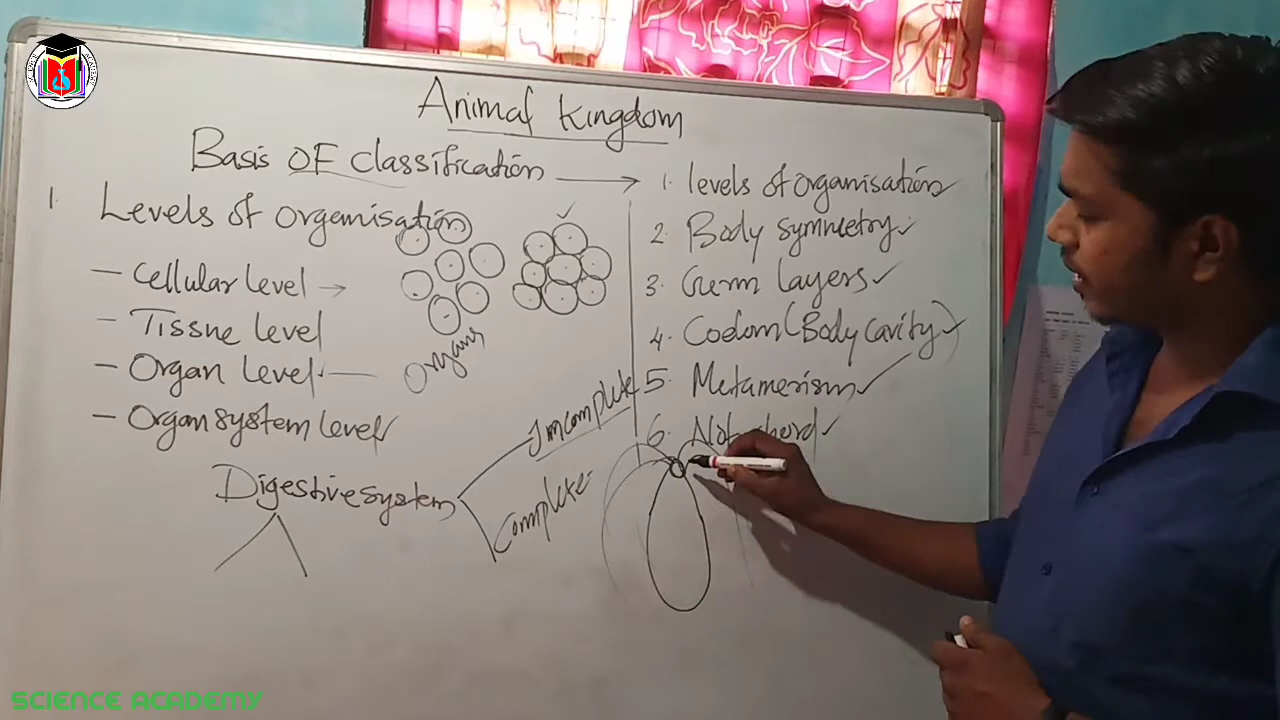 Animal Kingdom
Basis OF classification → 1. levels of organisation
1. Levels of organisation
- Cellular Level →
- Tissue level
- Organ Level
- Organ system Level
Organs
2. Body symmetry
3. Germ layers
4. Coelom (Body cavity)
5. Metamerism
6. Notochord
Digestive system
Incomplete
Complete
SCIENCE ACADEMY